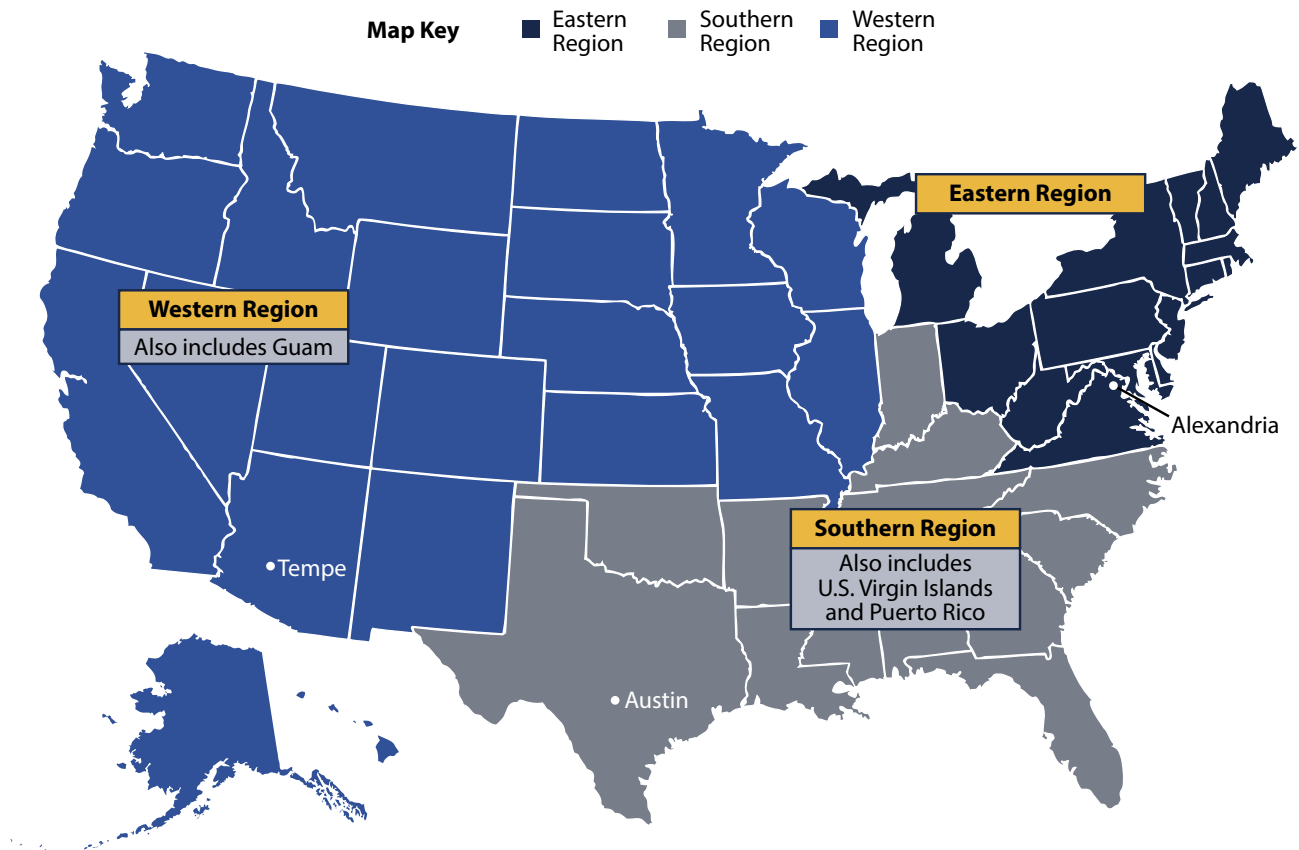 Map Key
Eastern
Region
Southern
Region
Western
Region
Eastern Region
Western Region
Also includes Guam
Alexandria
Southern Region
Also includes
U.S. Virgin Islands
and Puerto Rico
Tempe
Austin